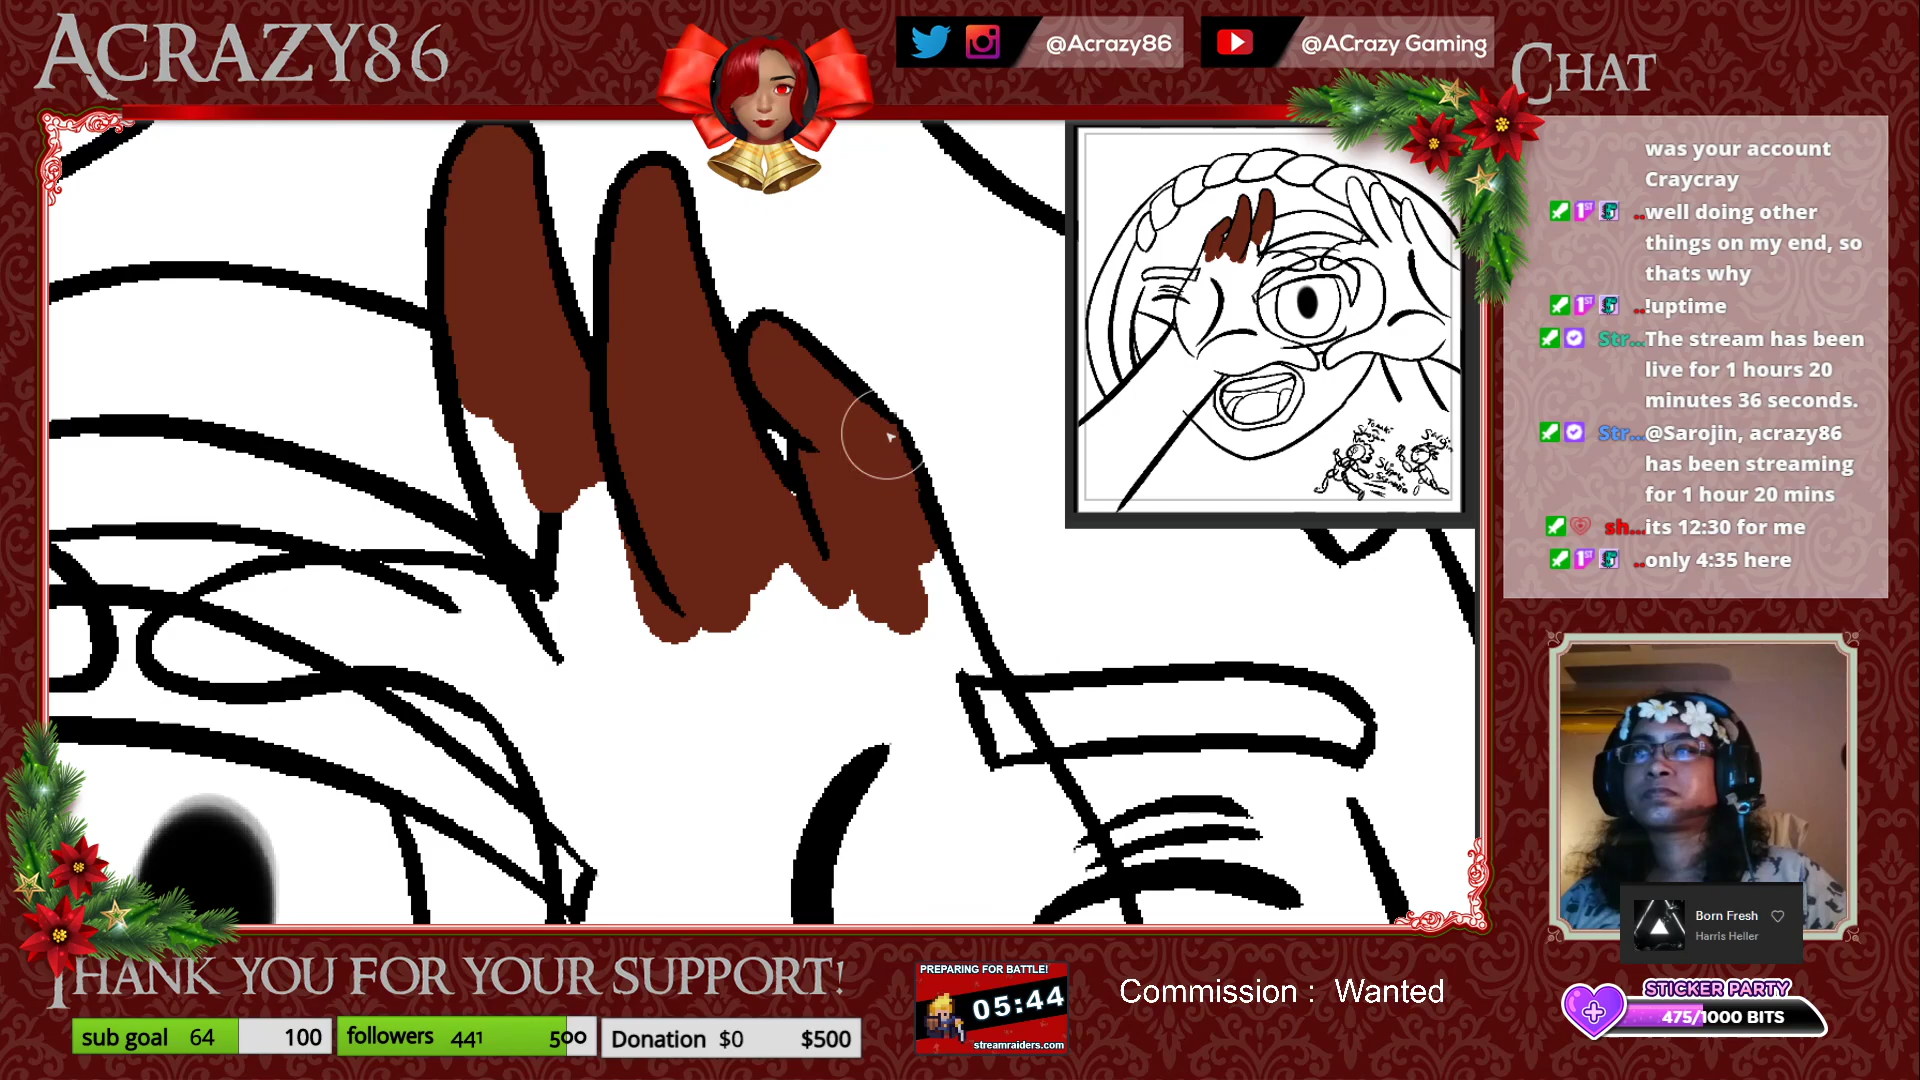 ACRAZY86
@Acrazy86
@ACrazy Gaming
CHAT
was your account
Craycray
..well doing other
things on my end, so
thats why
..!uptime
Str...The stream has been
live for 1 hours 20
minutes 36 seconds.
Str...@Sarojin, acrazy86
has been streaming
for 1 hour 20 mins
sh...its 12:30 for me
..only 4:35 here
Born Fresh
Harris Heller
THANK YOU FOR YOUR SUPPORT!
sub goal 64 100
followers 441 500
Donation $0 $500
PREPARING FOR BATTLE!
05:44
streamraiders.com
Commission : Wanted
STICKER PARTY
475/1000 BITS